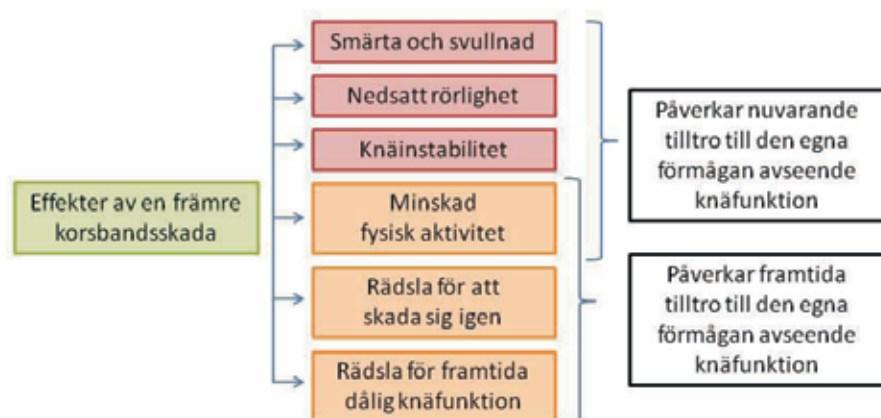 Effekter av en främre
korsbandsskada
Smärta och svullnad
Nedsatt rörlighet
Knäinstabilitet
Minskad
fysisk aktivitet
Rädsla för att
skada sig igen
Rädsla för framtida
dålig knäfunktion
Påverkar nuvarande
tilltro till den egna
förmågan avseende
knäfunktion
Påverkar framtida
tilltro till den egna
förmågan avseende
knäfunktion